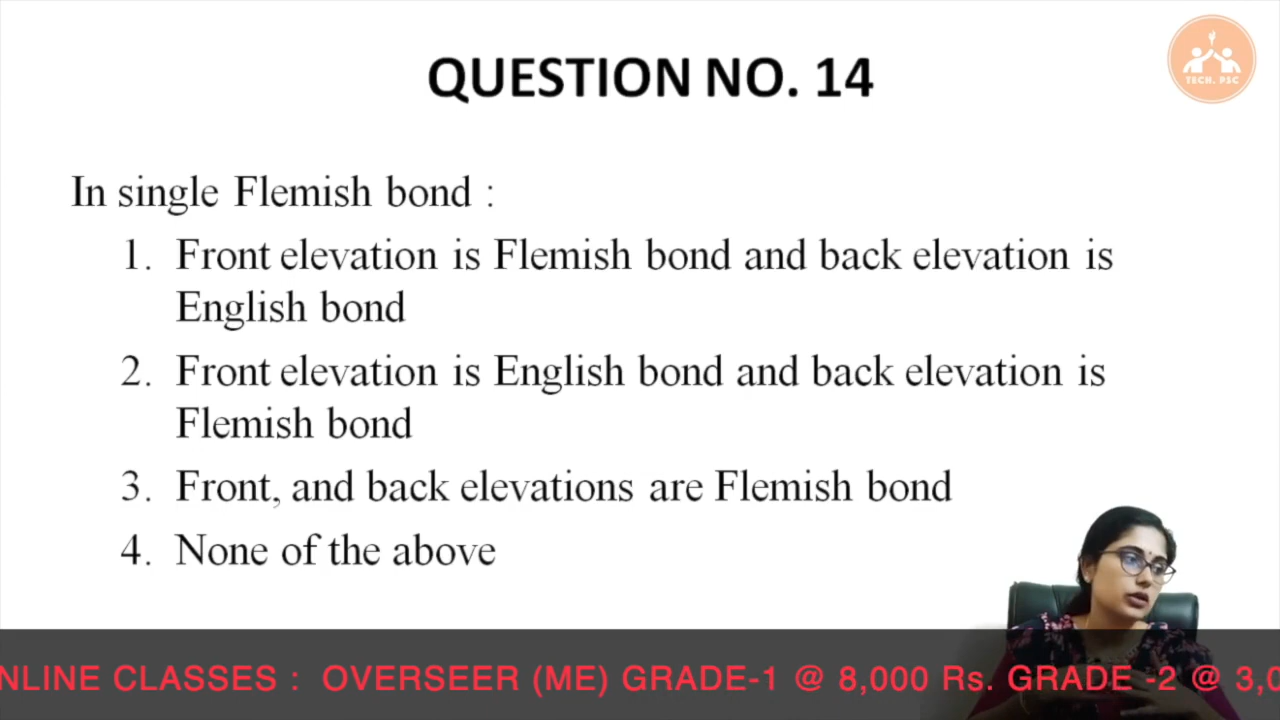 TECH. PSC
QUESTION NO. 14
In single Flemish bond :
1. Front elevation is Flemish bond and back elevation is
English bond
2. Front elevation is English bond and back elevation is
Flemish bond
3. Front, and back elevations are Flemish bond
4. None of the above
NLINE CLASSES : OVERSEER (ME) GRADE-1 @ 8,000 Rs. GRADE -2 @ 3,0